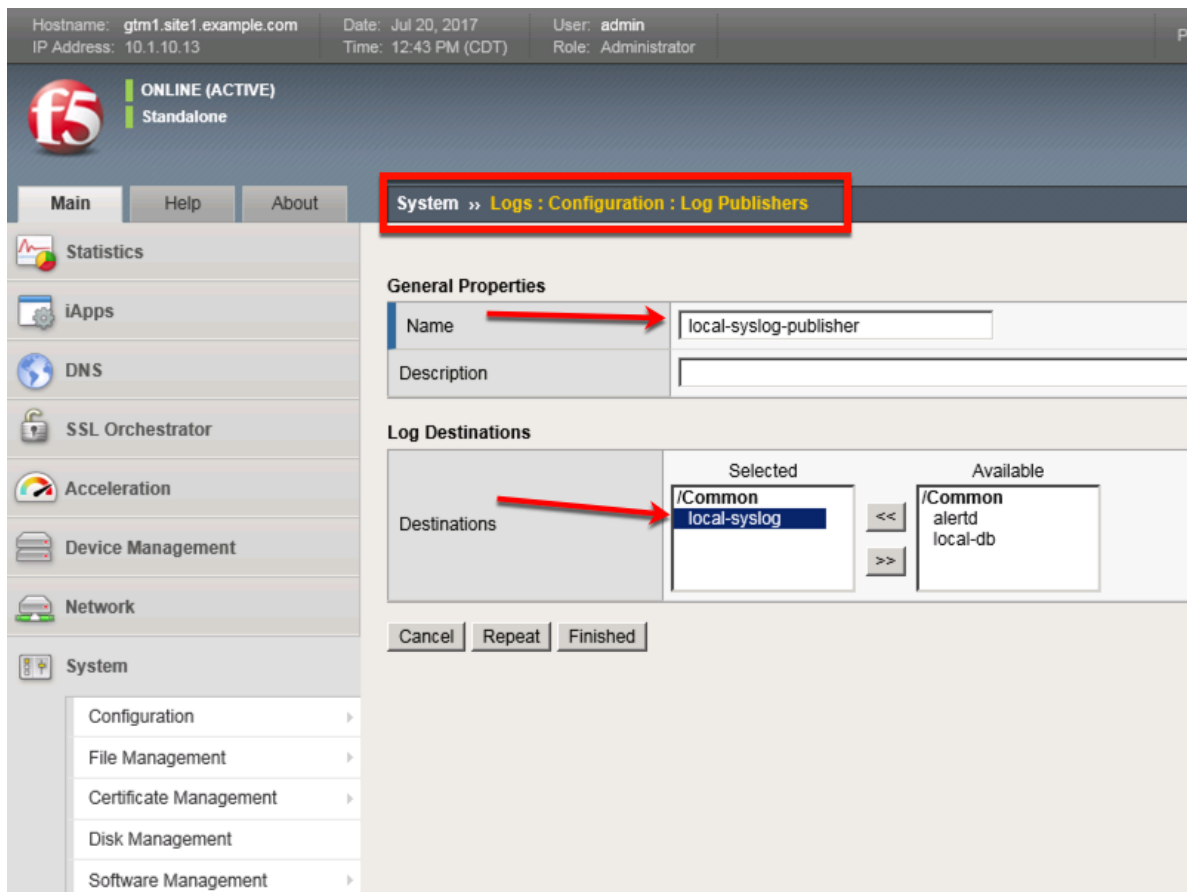 Hostname: gtm1.site1.example.com Date: Jul 20, 2017 User: admin
IP Address: 10.1.10.13 Time: 12:43 PM (CDT) Role: Administrator
P
f5
ONLINE (ACTIVE)
Standalone
Main Help About
System ›› Logs : Configuration : Log Publishers
Statistics
iApps
DNS
SSL Orchestrator
Acceleration
Device Management
Network
System
Configuration
File Management
Certificate Management
Disk Management
Software Management
General Properties
Name local-syslog-publisher
Description
Log Destinations
Destinations
Selected
/Common
local-syslog
<<
>>
Available
/Common
alertd
local-db
Cancel Repeat Finished